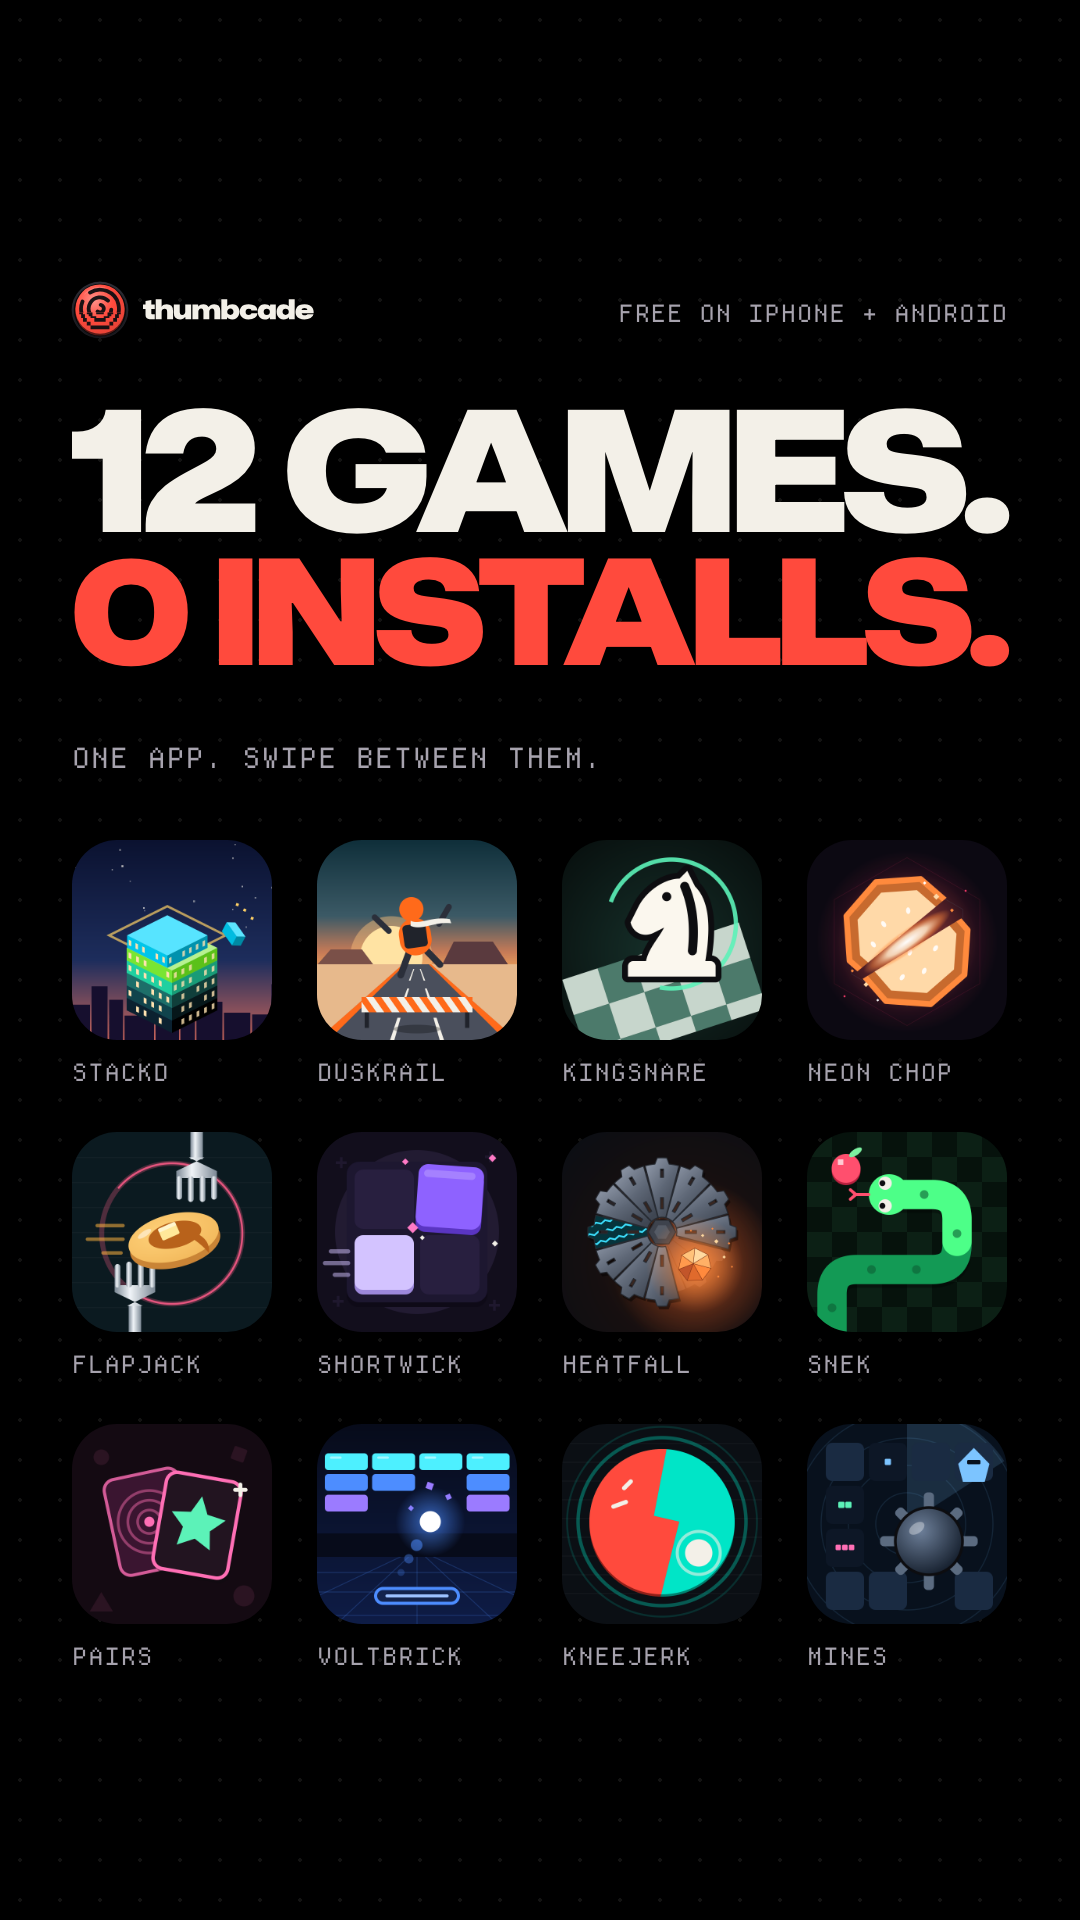 thumbcade
FREE ON IPHONE + ANDROID
12 GAMES.
0 INSTALLS.
ONE APP. SWIPE BETWEEN THEM.
STACKD
DUSKRAIL
KINGSNARE
NEON CHOP
FLAPJACK
SHORTWICK
HEATFALL
SNEK
PAIRS
VOLTBRICK
KNEEJERK
MINES